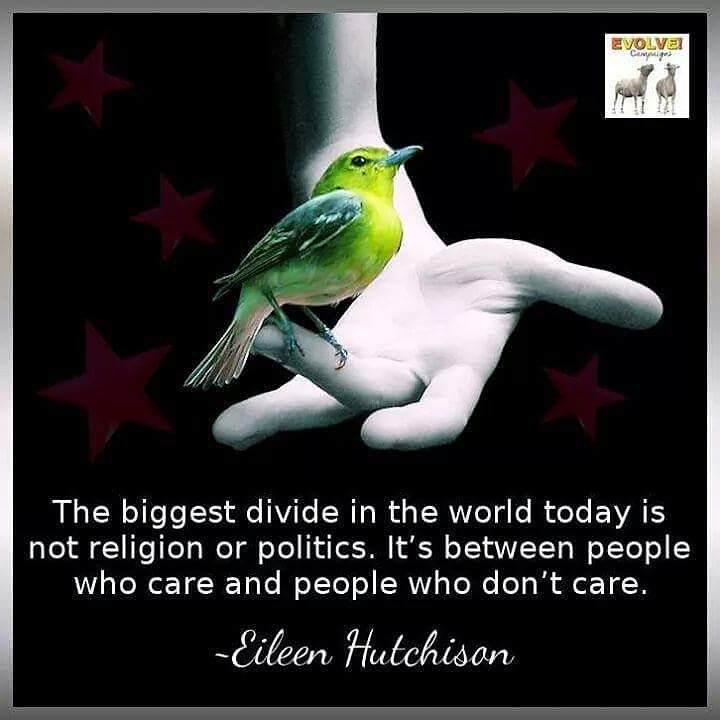 EVOLVE!
Campaigns
The biggest divide in the world today is
not religion or politics. It’s between people
who care and people who don’t care.
~Eileen Hutchison